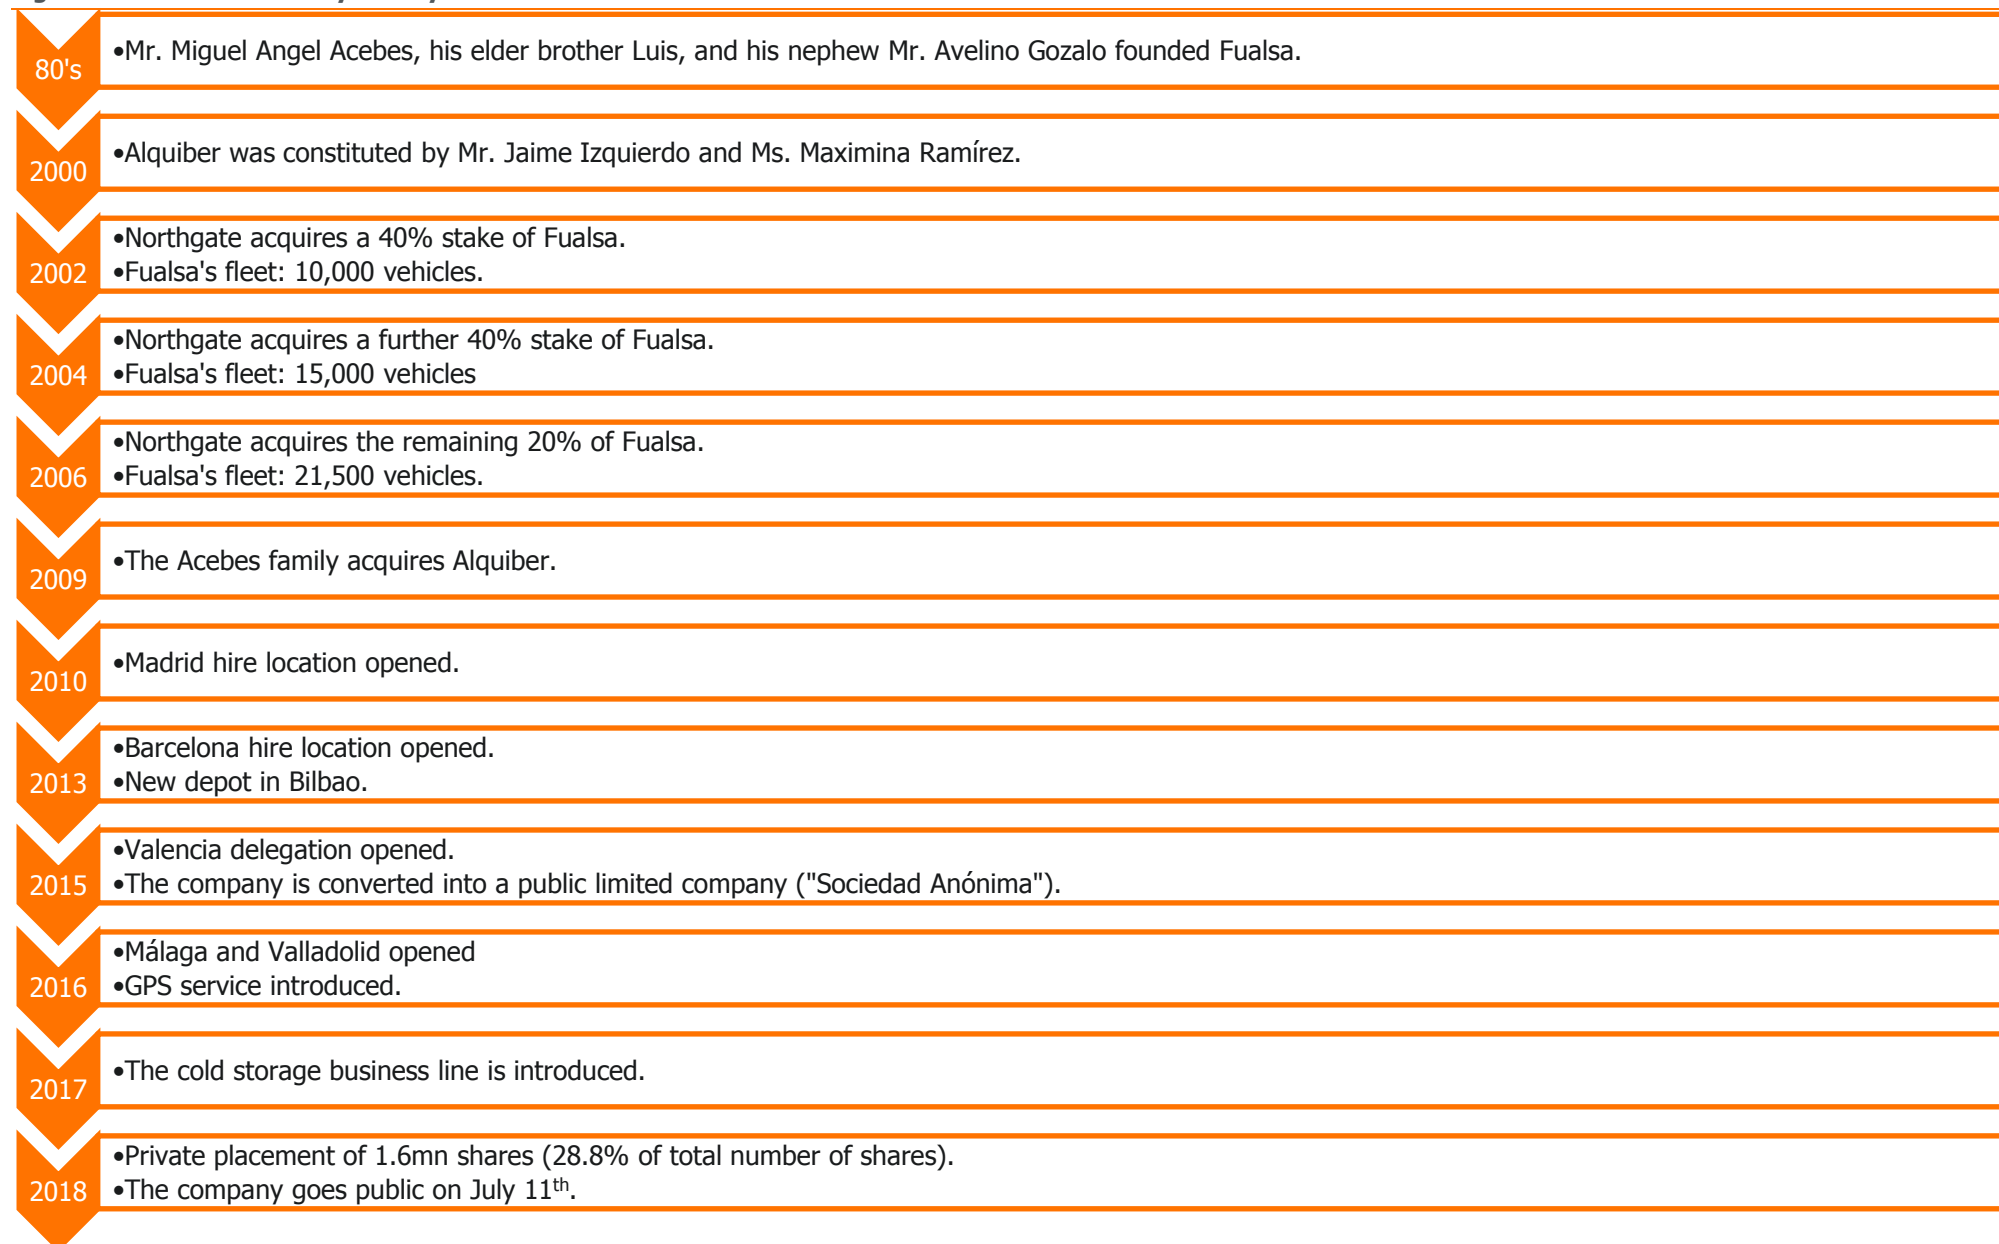 80's
•Mr. Miguel Angel Acebes, his elder brother Luis, and his nephew Mr. Avelino Gozalo founded Fualsa.
2000
•Alquiber was constituted by Mr. Jaime Izquierdo and Ms. Maximina Ramírez.
2002
•Northgate acquires a 40% stake of Fualsa.
•Fualsa's fleet: 10,000 vehicles.
2004
•Northgate acquires a further 40% stake of Fualsa.
•Fualsa's fleet: 15,000 vehicles
2006
•Northgate acquires the remaining 20% of Fualsa.
•Fualsa's fleet: 21,500 vehicles.
2009
•The Acebes family acquires Alquiber.
2010
•Madrid hire location opened.
2013
•Barcelona hire location opened.
•New depot in Bilbao.
2015
•Valencia delegation opened.
•The company is converted into a public limited company ("Sociedad Anónima").
2016
•Málaga and Valladolid opened
•GPS service introduced.
2017
•The cold storage business line is introduced.
2018
•Private placement of 1.6mn shares (28.8% of total number of shares).
•The company goes public on July 11th.